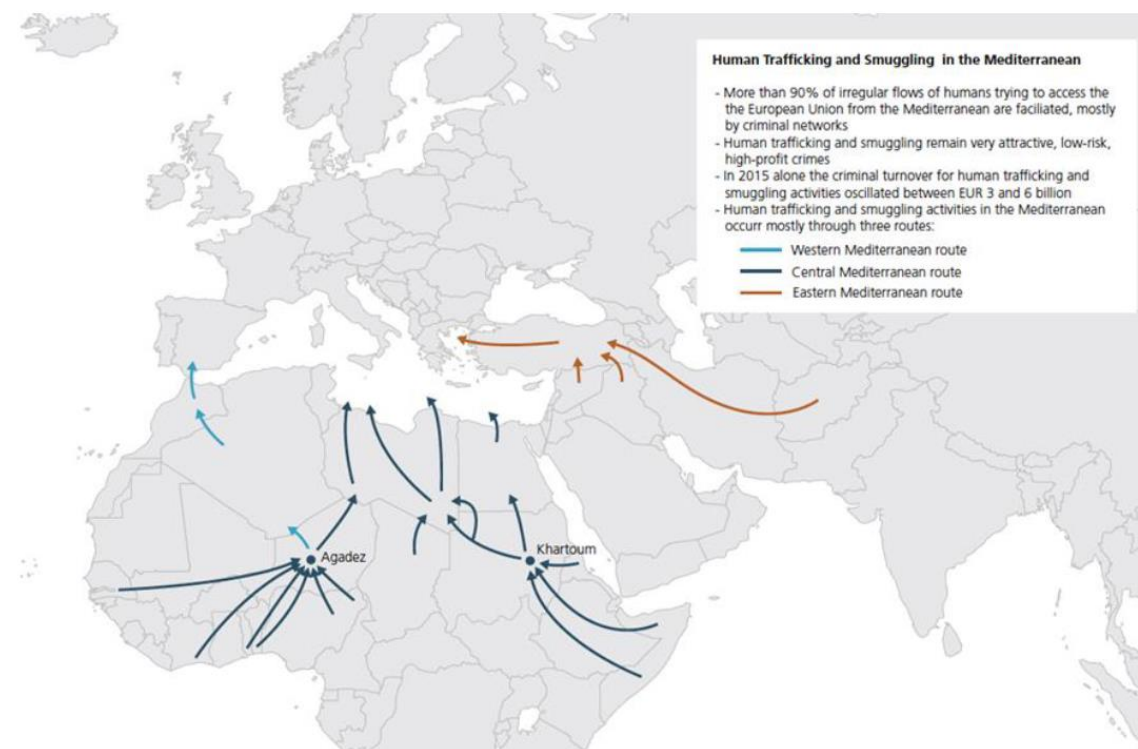 Human Trafficking and Smuggling in the Mediterranean
- More than 90% of irregular flows of humans trying to access the
the European Union from the Mediterranean are faciliated, mostly
by criminal networks
- Human trafficking and smuggling remain very attractive, low-risk,
high-profit crimes
- In 2015 alone the criminal turnover for human trafficking and
smuggling activities oscillated between EUR 3 and 6 billion
- Human trafficking and smuggling activities in the Mediterranean
occurr mostly through three routes:
Western Mediterranean route
Central Mediterranean route
Eastern Mediterranean route
Khartoum
Agadez